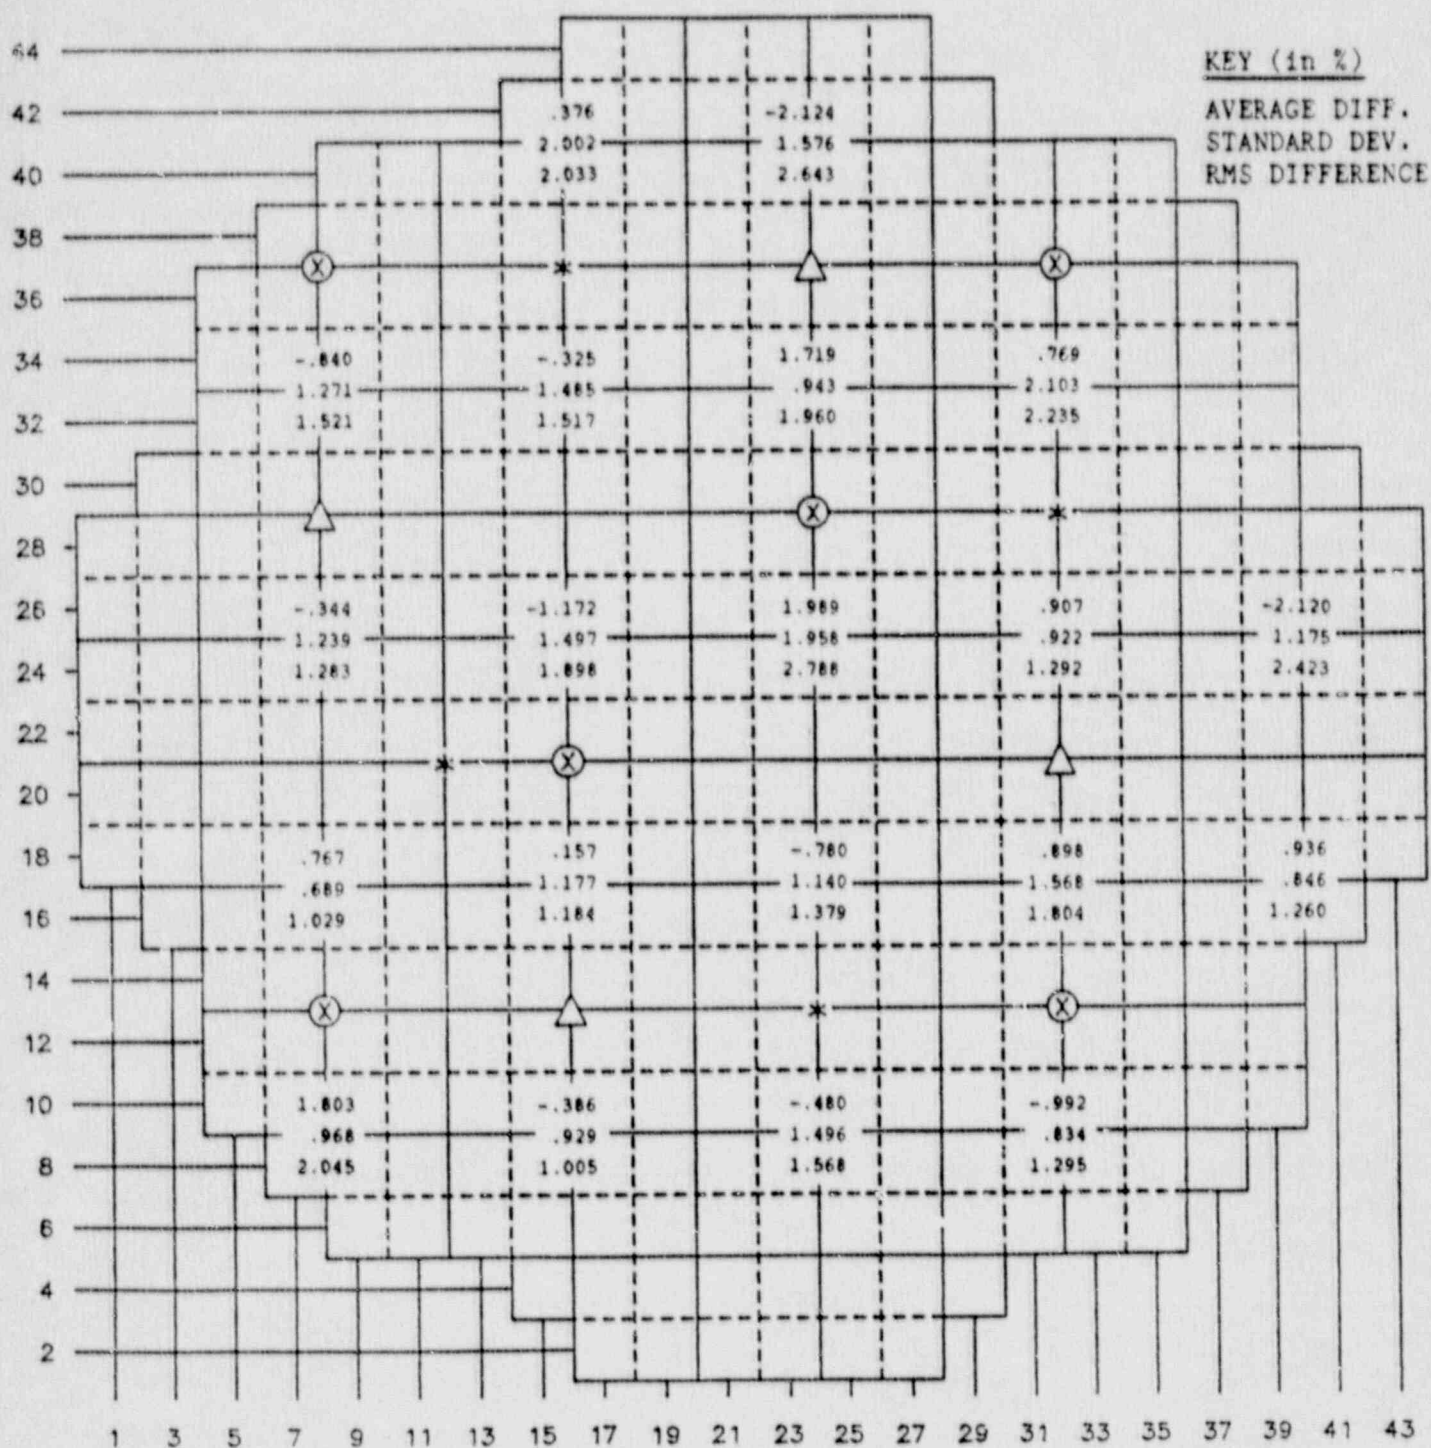 KEY (in %)
AVERAGE DIFF.
STANDARD DEV.
RMS DIFFERENCE
44
42 .376 -2.124
2.002 1.576
40 2.033 2.643
38
X * X
36
34 -.840 -.325 1.719 .769
1.271 1.485 .943 2.103
32 1.521 1.517 1.960 2.235
30
X *
28
26 -.344 -1.172 1.989 .907 -2.120
1.239 1.497 1.958 .922 1.175
24 1.283 1.898 2.788 1.292 2.423
22
* X
20
18 .767 .157 -.780 .898 .936
.689 1.177 1.140 1.568 .846
16 1.029 1.184 1.379 1.804 1.260
14
X * X
12
10 1.803 -.386 -.480 -.992
.968 .929 1.496 .834
8 2.045 1.005 1.568 1.295
6
4
2
1 3 5 7 9 11 13 15 17 19 21 23 25 27 29 31 33 35 37 39 41 43